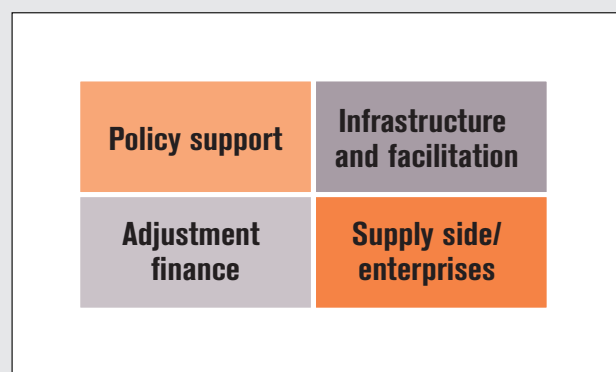 Policy support
Infrastructure
and facilitation
Adjustment
finance
Supply side/
enterprises